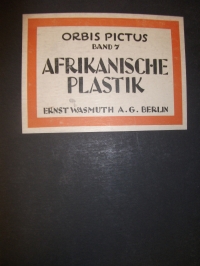 ORBIS PICTUS
BAND 7
AFRIKANISCHE
PLASTIK
ERNST WASMUTH A.G. BERLIN